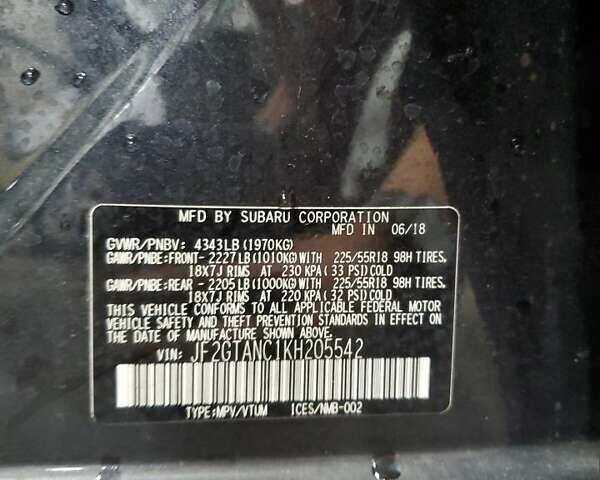 MFD BY SUBARU CORPORATION
MFD IN 06/18
GVWR/PNBV: 4343LB(1970KG)
GAWR/PNBE:FRONT-2227LB(1010KG)WITH 225/55R18 98H TIRES,
18X7J RIMS AT 230 KPA(33 PSI)COLD
GAWR/PNBE:REAR -2205LB(1000KG)WITH 225/55R18 98H TIRES,
18X7J RIMS AT 220 KPA(32 PSI)COLD
THIS VEHICLE CONFORMS TO ALL APPLICABLE FEDERAL MOTOR
VEHICLE SAFETY AND THEFT PREVENTION STANDARDS IN EFFECT ON
THE DATE OF MANUFACTURE SHOWN ABOVE.
VIN: JF2GTANC1KH205542
TYPE:MPV/VTUM ICES/NMB-002